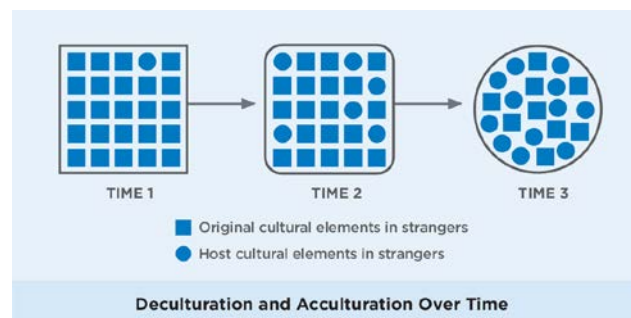 TIME 1
TIME 2
TIME 3
Original cultural elements in strangers
Host cultural elements in strangers
Deculturation and Acculturation Over Time